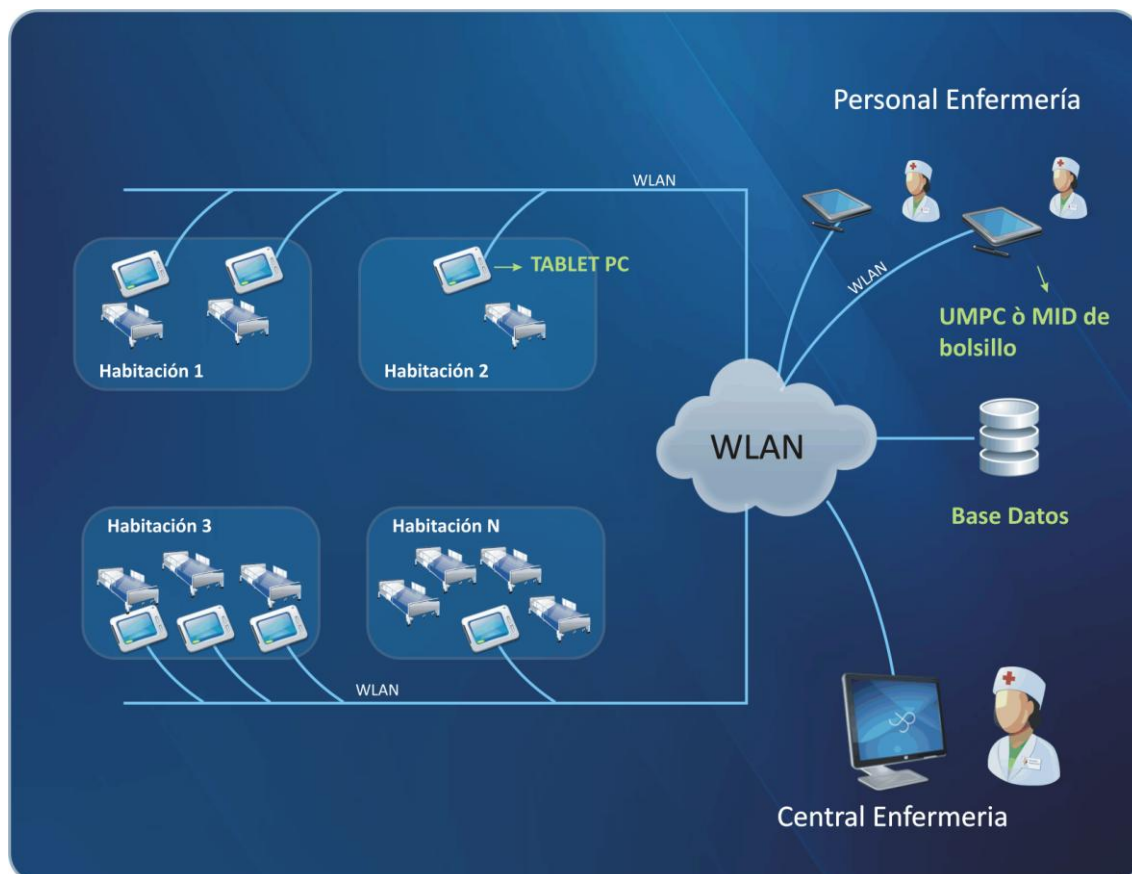 Personal Enfermería
WLAN
TABLET PC
Habitación 1
Habitación 2
WLAN
UMPC ò MID de
bolsillo
WLAN
Base Datos
Habitación 3
Habitación N
WLAN
Central Enfermeria